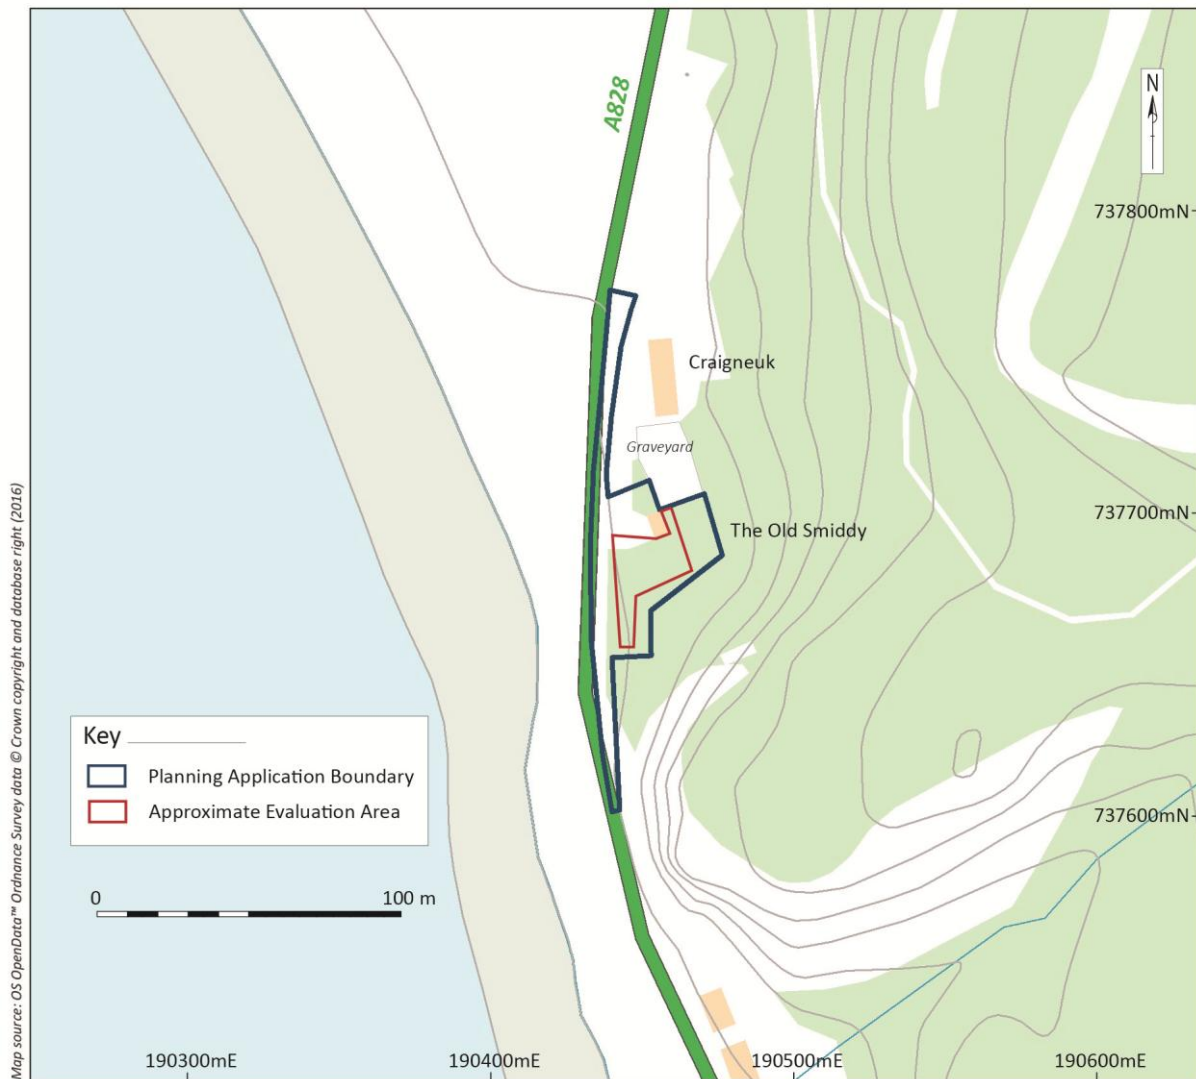 A828
N
737800mN
Craigneuk
Graveyard
737700mN
The Old Smiddy
Key
Planning Application Boundary
Approximate Evaluation Area
737600mN
0 100 m
190300mE 190400mE 190500mE 190600mE
Map source: OS OpenData™ Ordnance Survey data © Crown copyright and database right (2016)